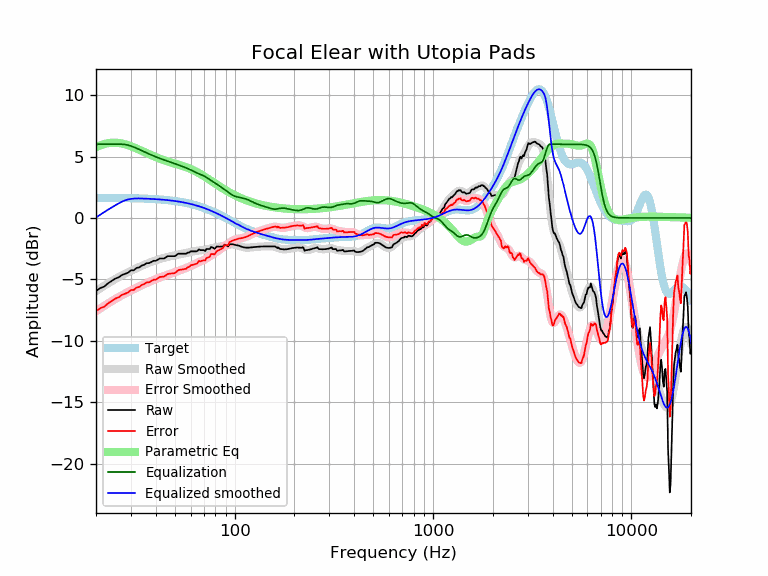 Focal Elear with Utopia Pads
10
5
0
−5
−10
−15
−20
Amplitude (dBr)
Target
Raw Smoothed
Error Smoothed
Raw
Error
Parametric Eq
Equalization
Equalized smoothed
100
1000
10000
Frequency (Hz)